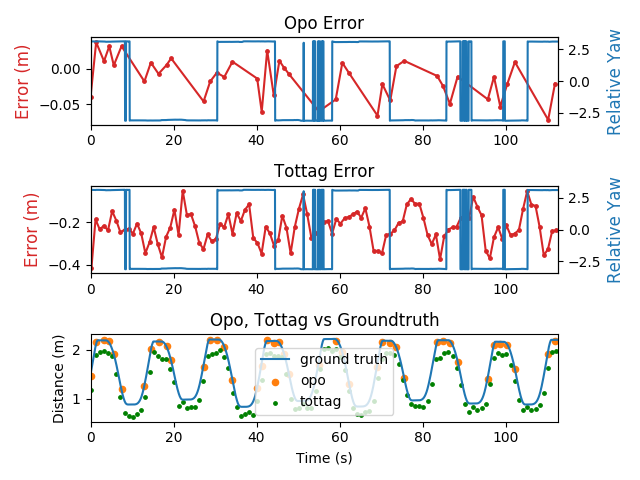 Opo Error
Error (m)
0.00
−0.05
2.5
0.0
−2.5
Relative Yaw
0 20 40 60 80 100
Tottag Error
Error (m)
−0.2
−0.4
2.5
0.0
−2.5
Relative Yaw
0 20 40 60 80 100
Opo, Tottag vs Groundtruth
Distance (m)
2
1
ground truth
opo
tottag
0 20 40 60 80 100
Time (s)